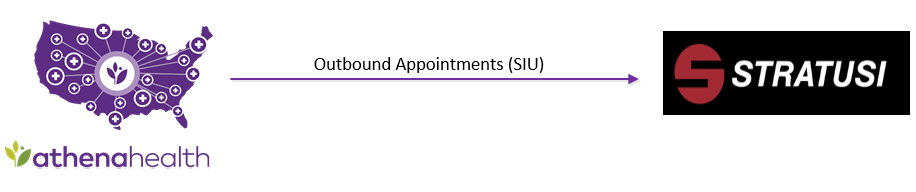 Outbound Appointments (SIU)
STRATUSI
athenahealth